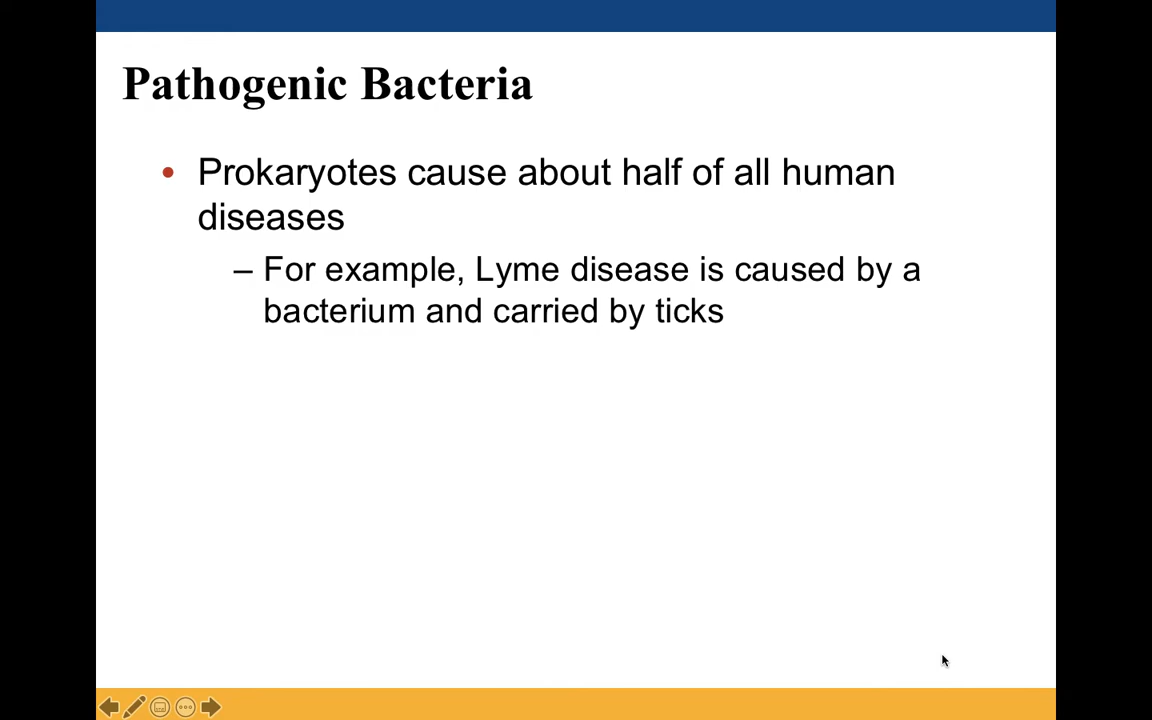 Pathogenic Bacteria
• Prokaryotes cause about half of all human
diseases
– For example, Lyme disease is caused by a
bacterium and carried by ticks